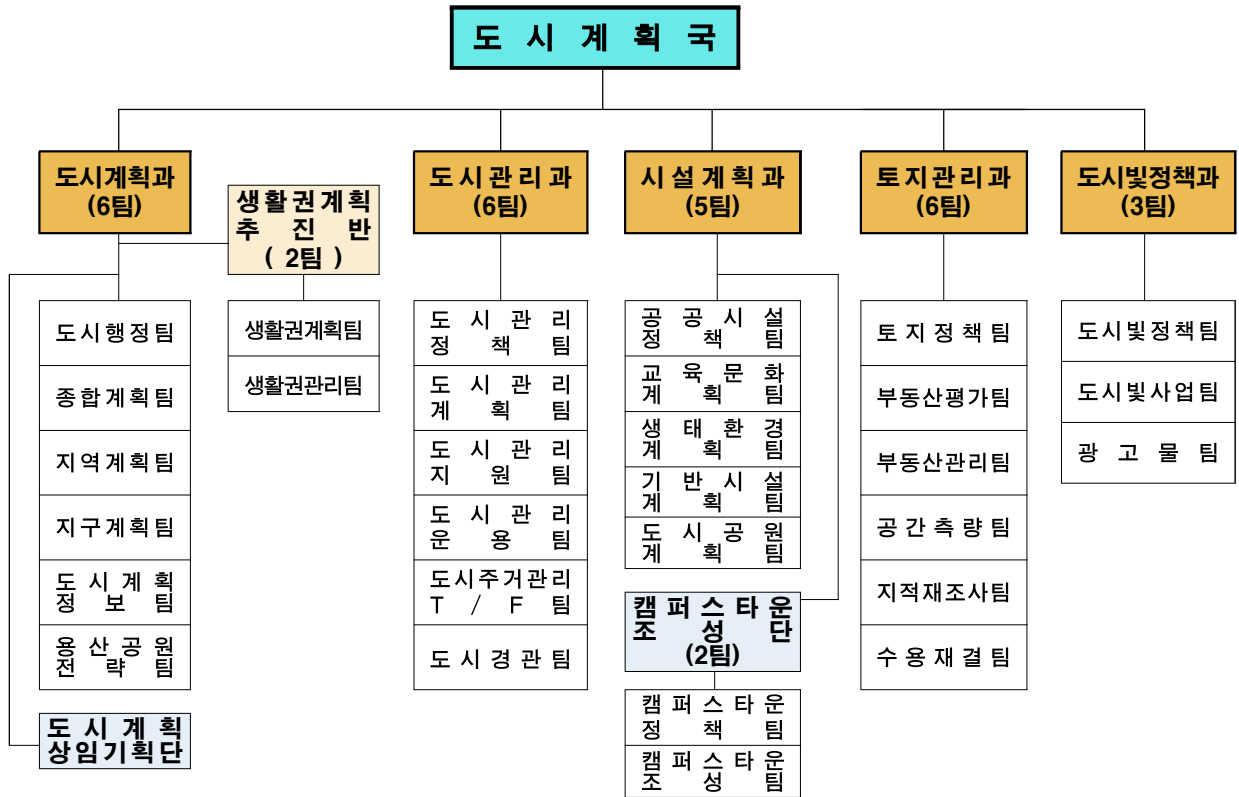 도 시 계 획 국
도시계획과
(6팀)
생활권계획
추 진 반
( 2팀 )
도시행정팀
종합계획팀
지역계획팀
지구계획팀
도 시 계 획
정 보 팀
용 산 공 원
전 략 팀
도 시 계 획
상임기획단
생활권계획팀
생활권관리팀
도시관리과
(6팀)
도 시 관 리
정 책 팀
도 시 관 리
계 획 팀
도 시 관 리
지 원 팀
도 시 관 리
운 용 팀
도시주거관리
T / F 팀
도시경관팀
시설계획과
(5팀)
공 공 시 설
정 책 팀
교 육 문 화
계 획 팀
생 태 환 경
계 획 팀
기 반 시 설
계 획 팀
도 시 공 원
계 획 팀
캠퍼스타운
조 성 단
(2팀)
캠퍼스타운
정 책 팀
캠퍼스타운
조 성 팀
토지관리과
(6팀)
토지정책팀
부동산평가팀
부동산관리팀
공간측량팀
지적재조사팀
수용재결팀
도시빛정책과
(3팀)
도시빛정책팀
도시빛사업팀
광 고 물 팀